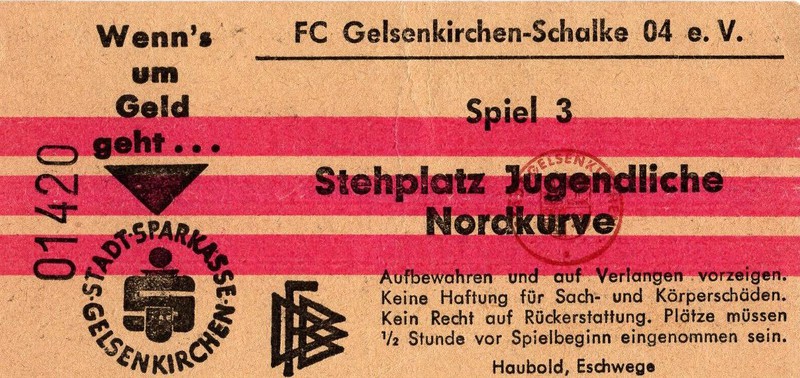 Wenn's
um
Geld
geht...
01420
STADT-SPARKASSE
GELSENKIRCHEN
FC Gelsenkirchen-Schalke 04 e. V.
Spiel 3
Stehplatz Jugendliche
Nordkurve
GELSENKIRCHEN
DFB
Aufbewahren und auf Verlangen vorzeigen.
Keine Haftung für Sach- und Körperschäden.
Kein Recht auf Rückerstattung. Plätze müssen
½ Stunde vor Spielbeginn eingenommen sein.
Haubold, Eschwege